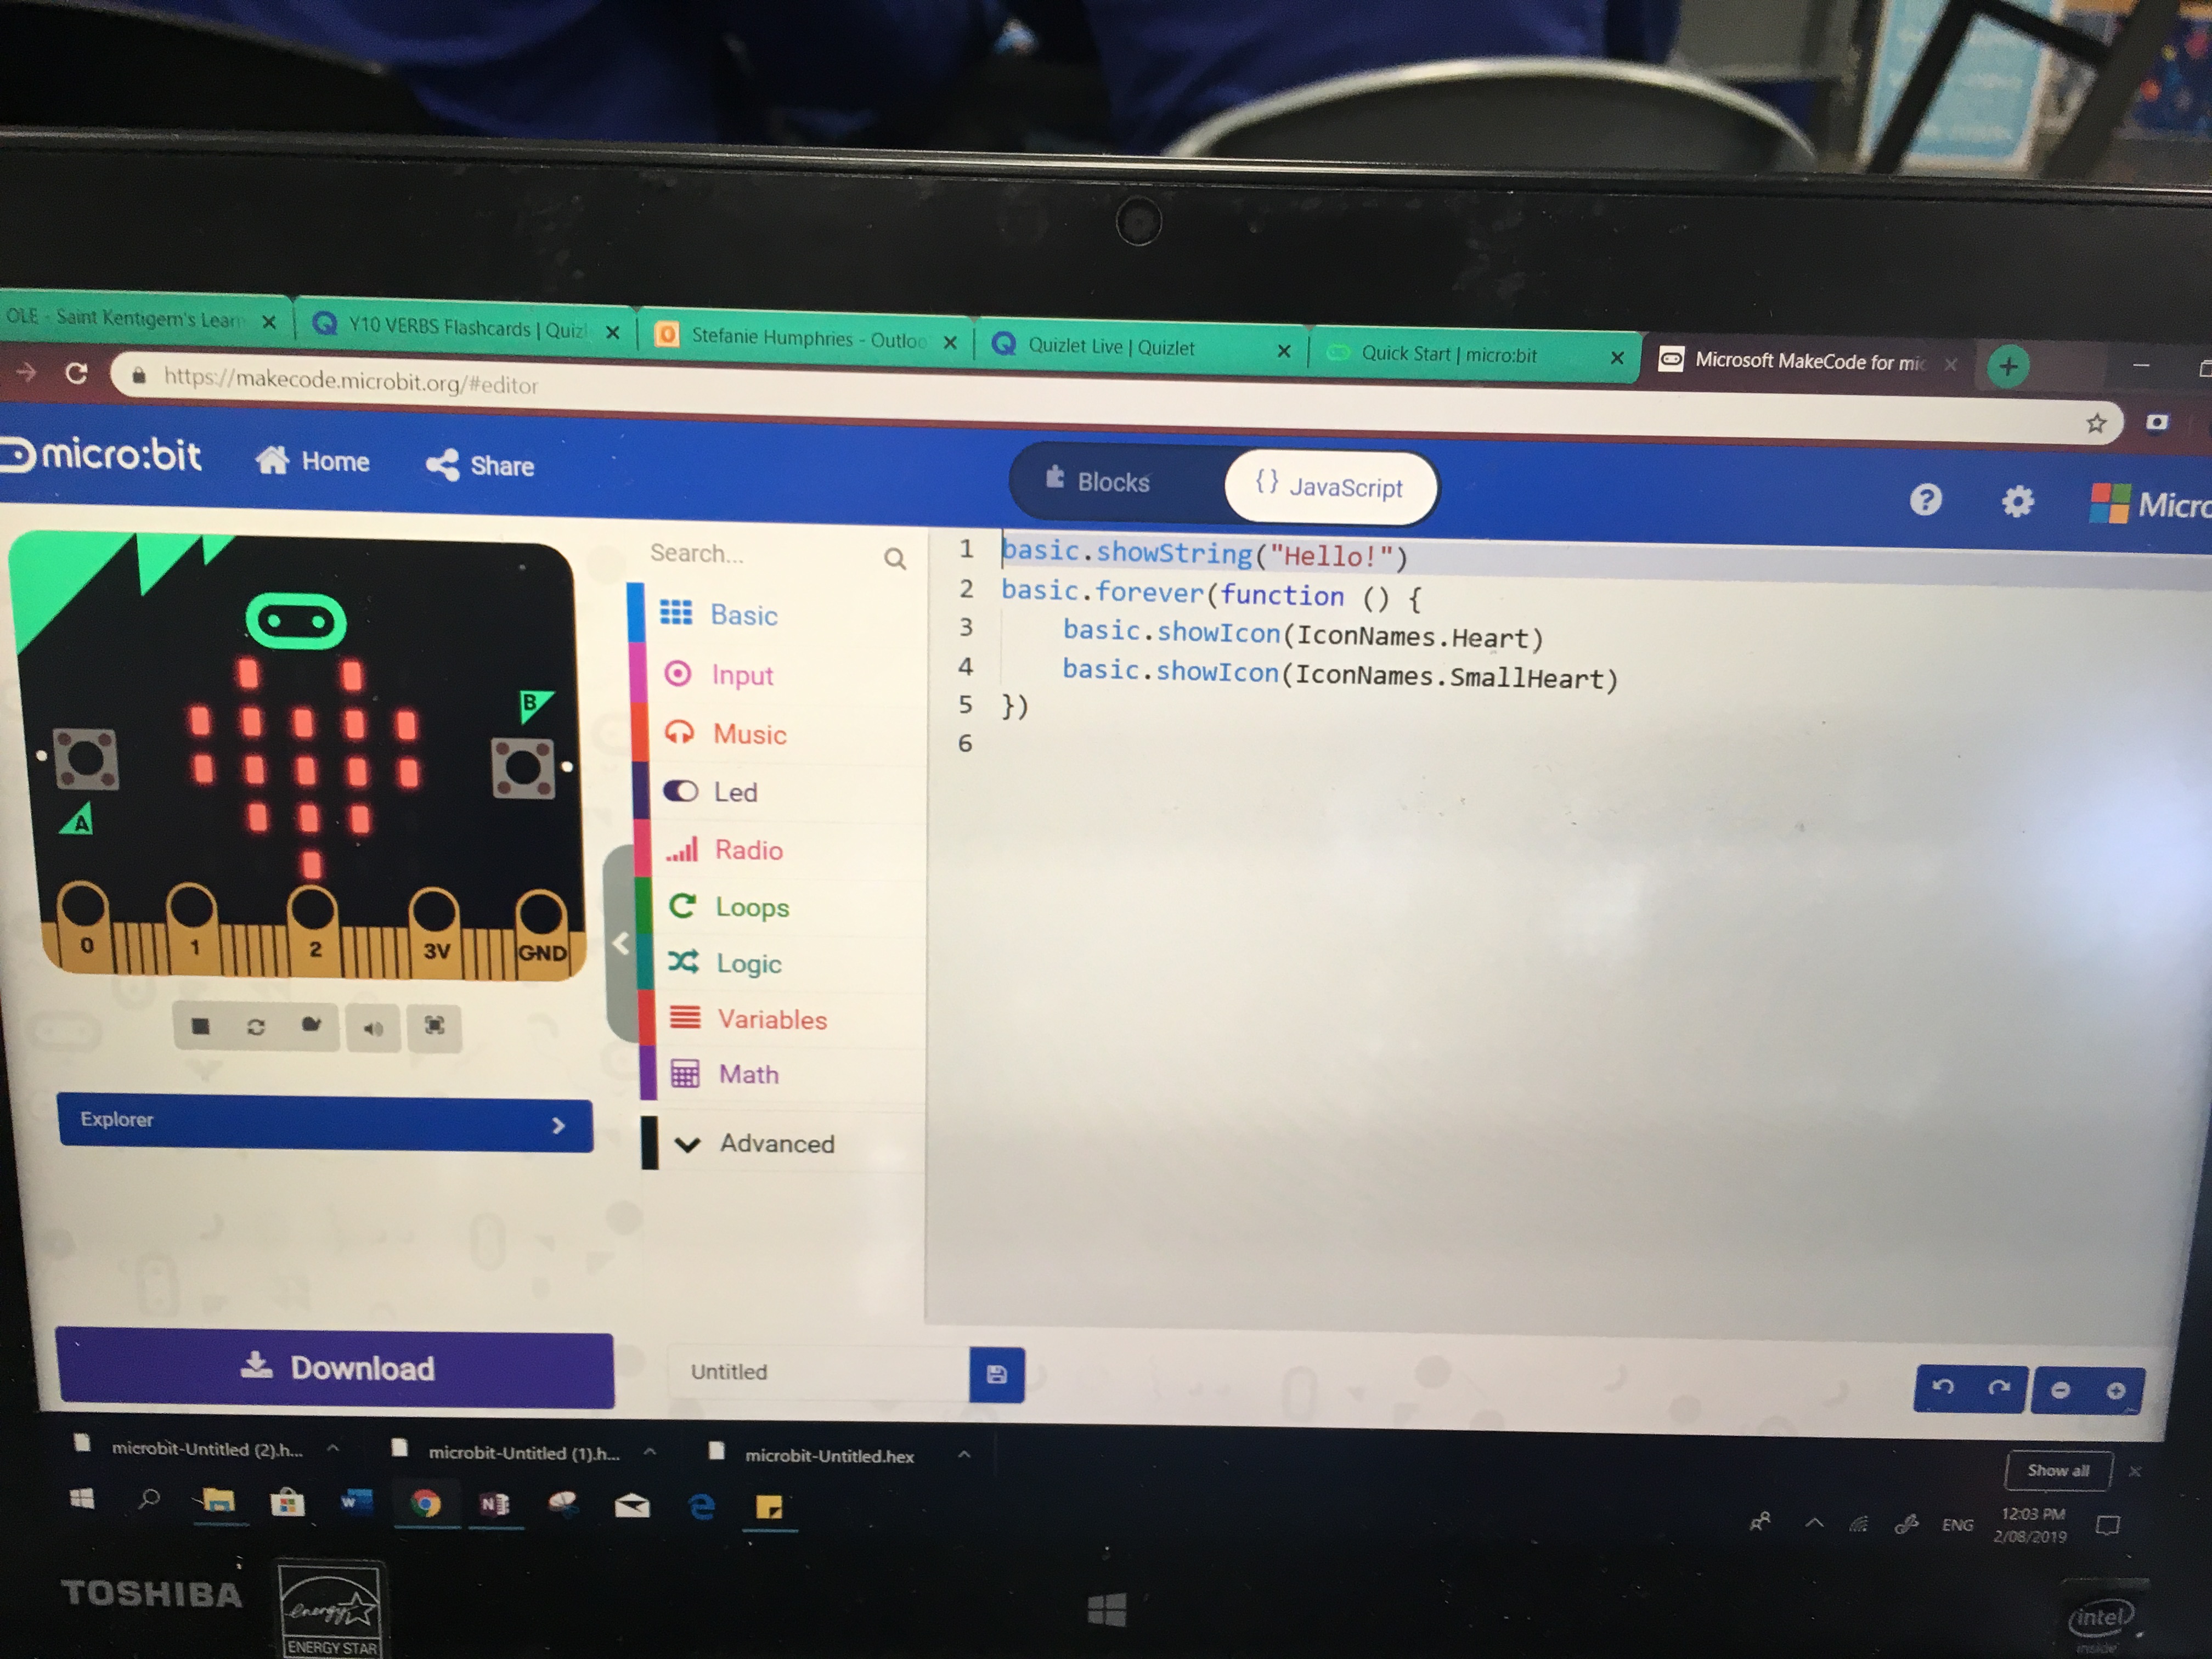 OLE - Saint Kentigern's Lear
Y10 VERBS Flashcards | Quizl
Stefanie Humphries - Outloo
Quizlet Live | Quizlet
Quick Start | micro:bit
Microsoft MakeCode for mic
https://makecode.microbit.org/#editor
micro:bit
Home
Share
Blocks
{} JavaScript
Micro
Search...
Basic
Input
Music
Led
Radio
Loops
Logic
Variables
Math
Advanced
1 basic.showString("Hello!")
2 basic.forever(function () {
3 basic.showIcon(IconNames.Heart)
4 basic.showIcon(IconNames.SmallHeart)
5 })
6
B
A
0 1 2 3V GND
Explorer
Download
Untitled
microbit-Untitled (2).h...
microbit-Untitled (1).h...
microbit-Untitled.hex
Show all
ENG
12:03 PM
2/08/2019
TOSHIBA
energy
ENERGY STAR
intel
inside